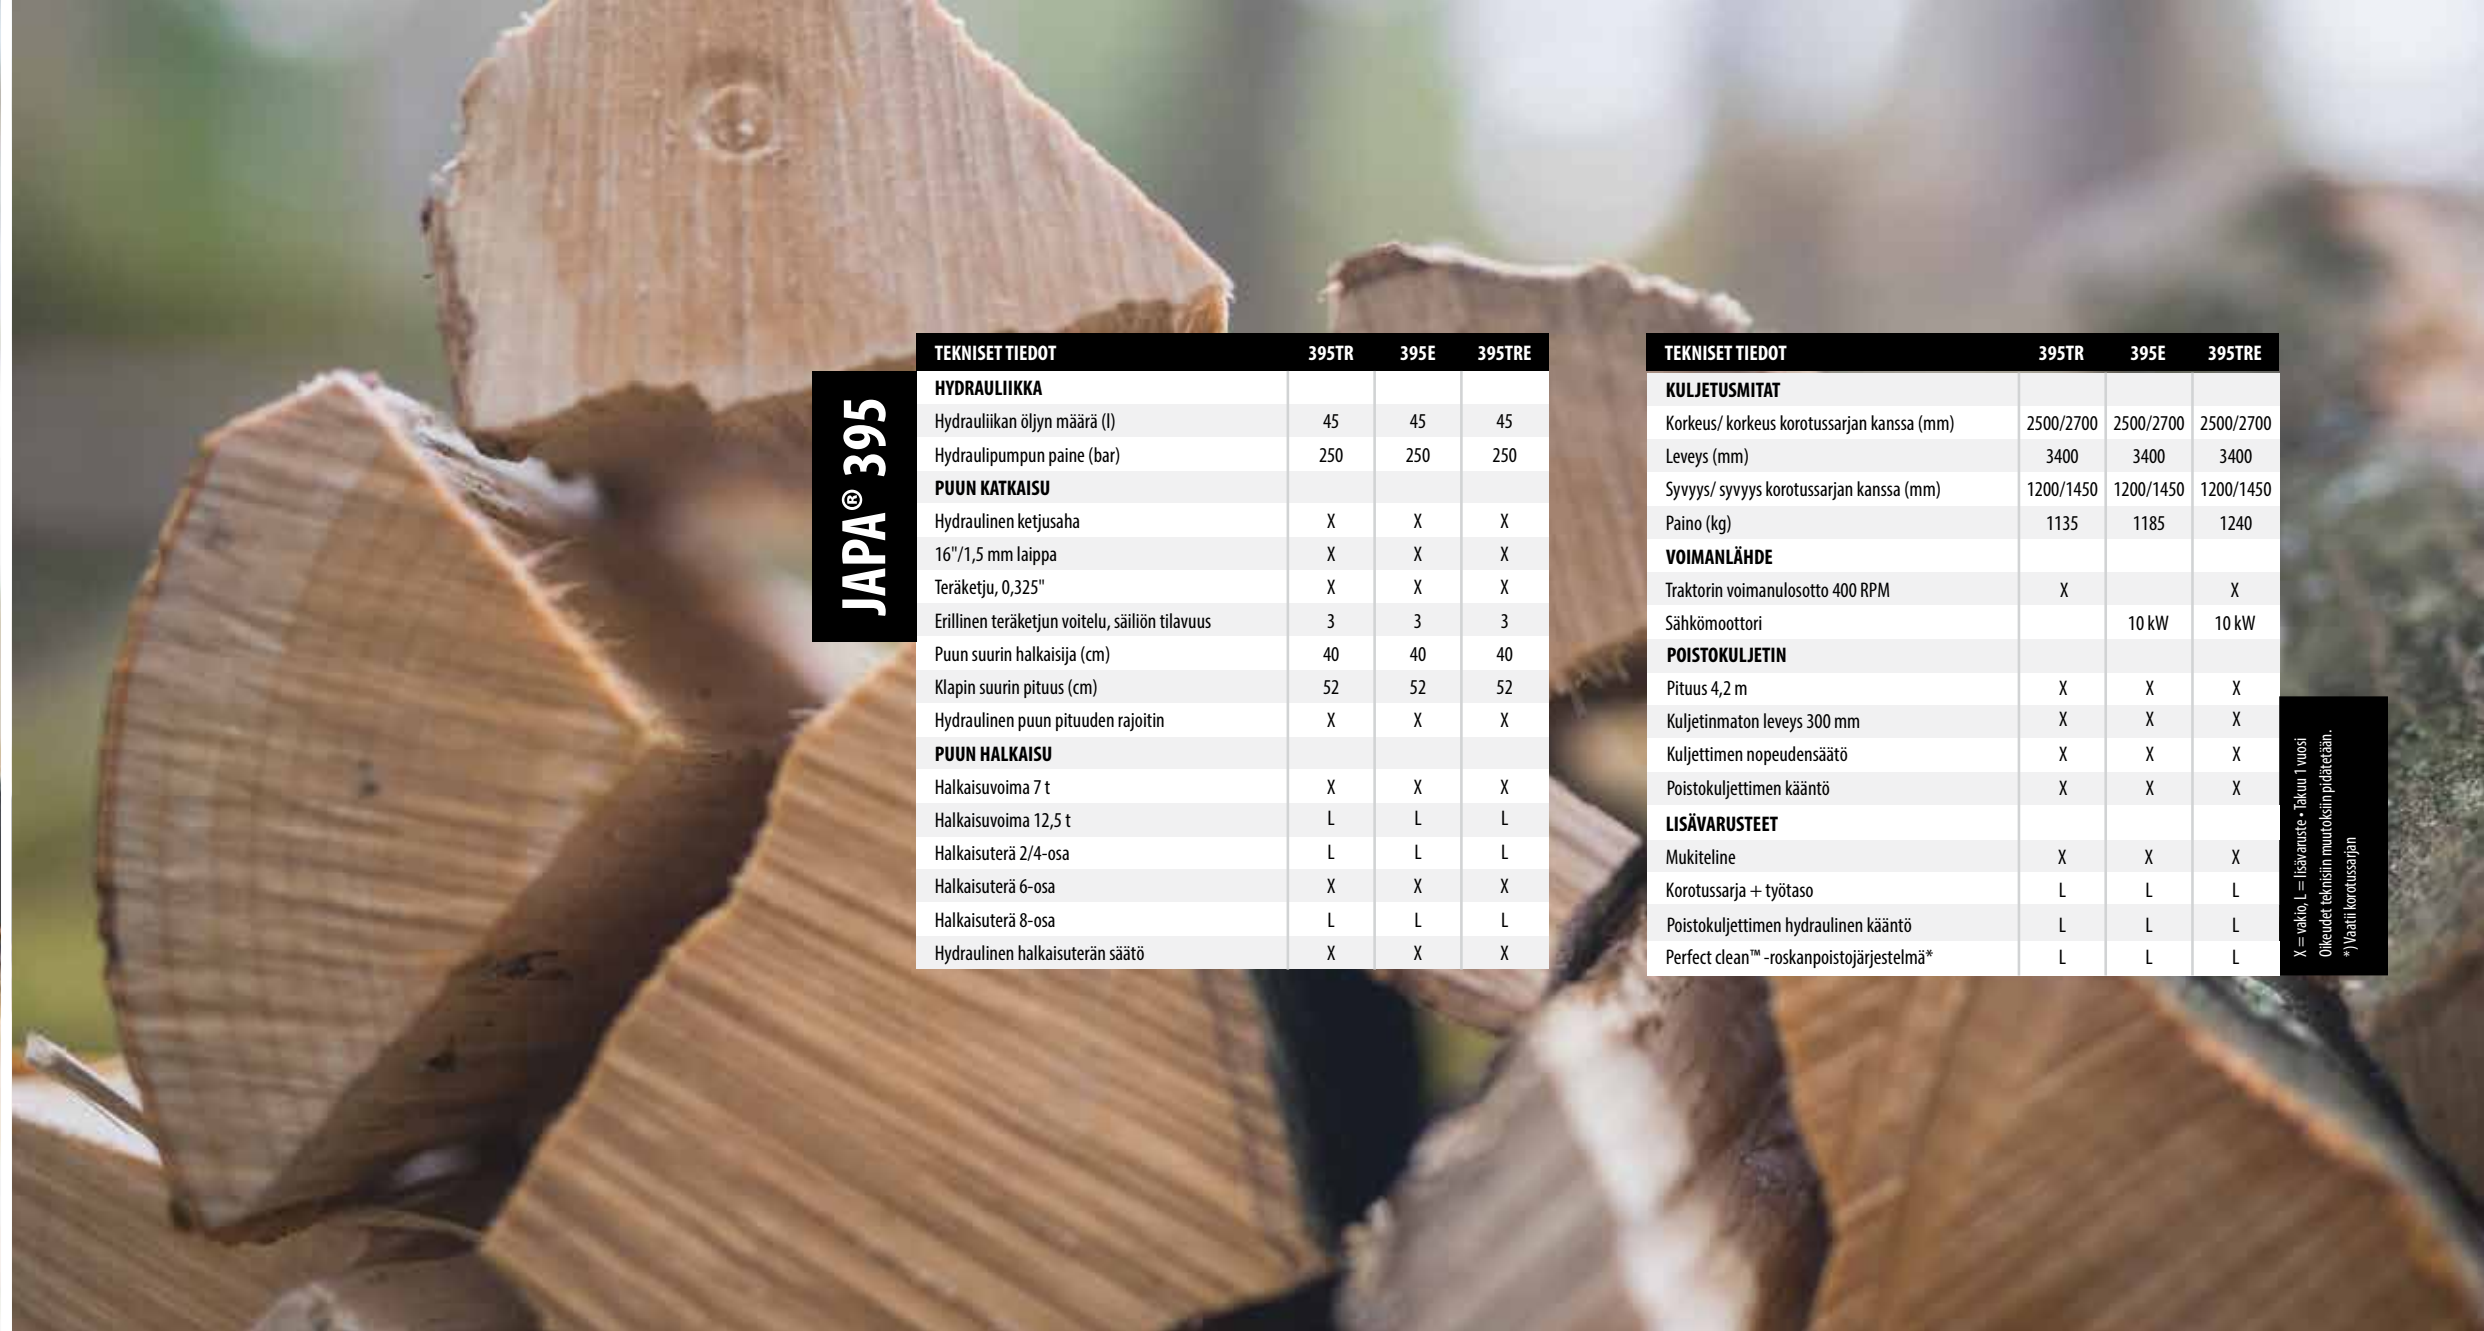 JAPA® 395
TEKNISET TIEDOT 395TR 395E 395TRE
HYDRAULIIKKA
Hydrauliikan öljyn määrä (l) 45 45 45
Hydraulipumpun paine (bar) 250 250 250
PUUN KATKAISU
Hydraulinen ketjusaha X X X
16"/1,5 mm laippa X X X
Teräketju, 0,325" X X X
Erillinen teräketjun voitelu, säiliön tilavuus 3 3 3
Puun suurin halkaisija (cm) 40 40 40
Klapin suurin pituus (cm) 52 52 52
Hydraulinen puun pituuden rajoitin X X X
PUUN HALKAISU
Halkaisuvoima 7 t X X X
Halkaisuvoima 12,5 t L L L
Halkaisuterä 2/4-osa L L L
Halkaisuterä 6-osa X X X
Halkaisuterä 8-osa L L L
Hydraulinen halkaisuterän säätö X X X
TEKNISET TIEDOT 395TR 395E 395TRE
KULJETUSMITAT
Korkeus/ korkeus korotussarjan kanssa (mm) 2500/2700 2500/2700 2500/2700
Leveys (mm) 3400 3400 3400
Syvyys/ syvyys korotussarjan kanssa (mm) 1200/1450 1200/1450 1200/1450
Paino (kg) 1135 1185 1240
VOIMANLÄHDE
Traktorin voimanulosotto 400 RPM X X
Sähkömoottori 10 kW 10 kW
POISTOKULJETIN
Pituus 4,2 m X X X
Kuljetinmaton leveys 300 mm X X X
Kuljettimen nopeudensäätö X X X
Poistokuljettimen kääntö X X X
LISÄVARUSTEET
Mukiteline X X X
Korotussarja + työtaso L L L
Poistokuljettimen hydraulinen kääntö L L L
Perfect clean™ -roskanpoistojärjestelmä* L L L
X = vakio, L = lisävaruste • Takuu 1 vuosi
Oikeudet teknisiin muutoksiin pidätetään.
*) Vaatii korotussarjan